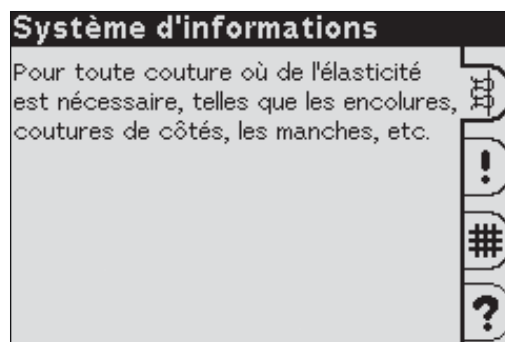 Système d'informations
Pour toute couture où de l'élasticité
est nécessaire, telles que les encolures,
coutures de côtés, les manches, etc.
!
?